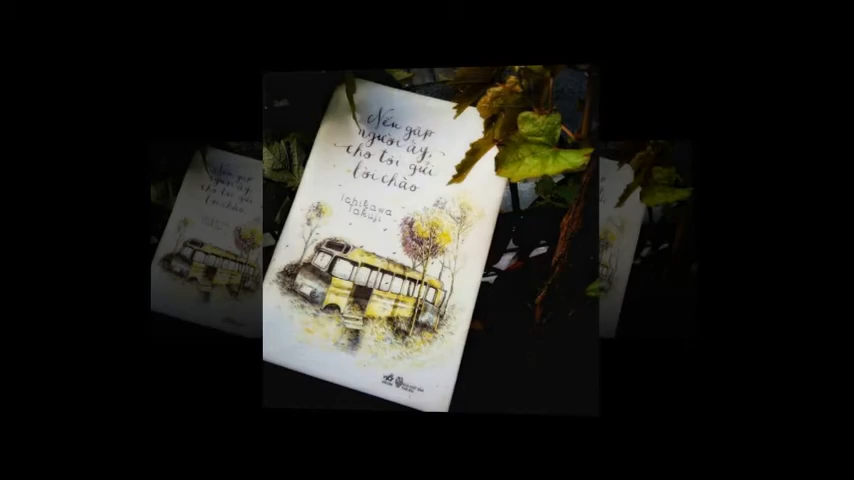 Nếu gặp
người ấy,
cho tôi gửi
lời chào
Ichikawa
Takuji